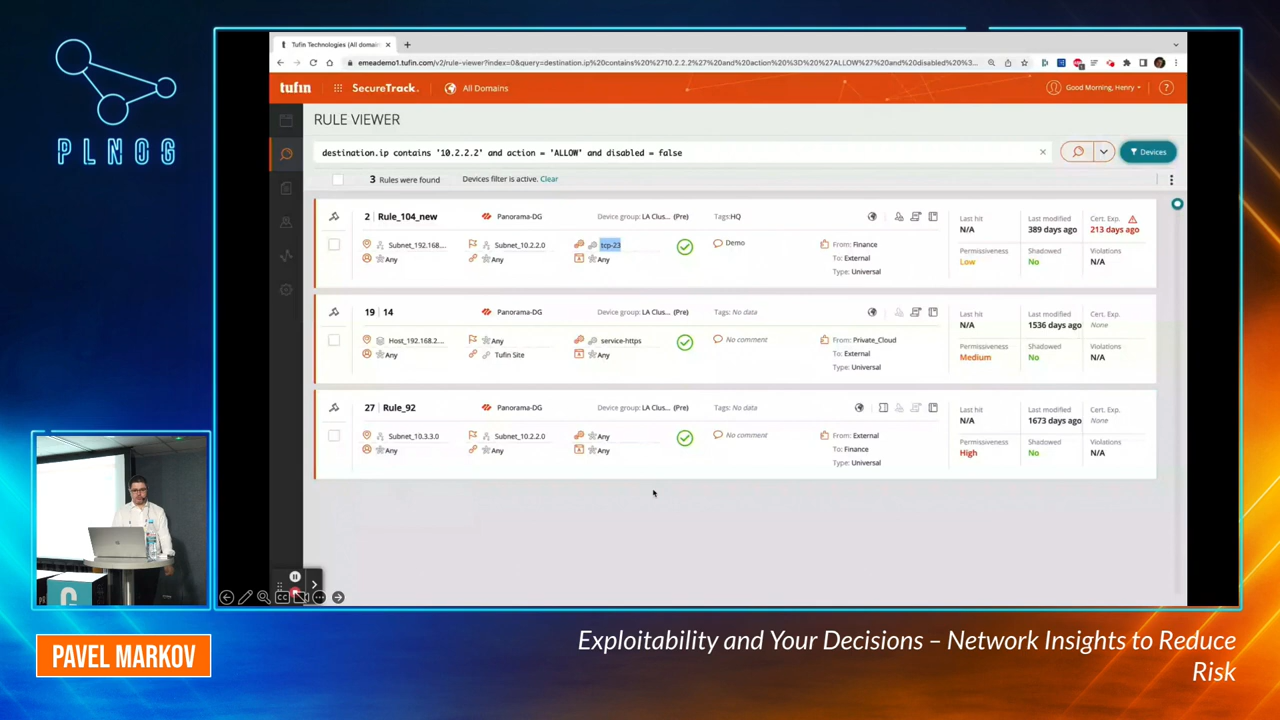 PLNOG
Tufin Technologies (All domain
emeademo1.tufin.com/v2/rule-viewer?index=0&query=destination.ip%20contains%20%2710.2.2.2%27%20and%20action%20%3D%20%27ALLOW%27%20and%20disabled%20%3...
tufin
SecureTrack.
All Domains
Good Morning, Henry
RULE VIEWER
destination.ip contains '10.2.2.2' and action = 'ALLOW' and disabled = false
Devices
3 Rules were found
Devices filter is active. Clear
2 | Rule_104_new
Panorama-DG
Device group: LA Clus... (Pre)
Tags:HQ
Subnet_192.168....
Subnet_10.2.2.0
tcp-23
Demo
Any
Any
Any
From: Finance
To: External
Type: Universal
Last hit
N/A
Last modified
389 days ago
Cert. Exp.
213 days ago
Permissiveness
Low
Shadowed
No
Violations
N/A
19 | 14
Panorama-DG
Device group: LA Clus... (Pre)
Tags: No data
Host_192.168.2....
Any
service-https
No comment
Any
Tufin Site
Any
From: Private_Cloud
To: External
Type: Universal
Last hit
N/A
Last modified
1536 days ago
Cert. Exp.
None
Permissiveness
Medium
Shadowed
No
Violations
N/A
27 | Rule_92
Panorama-DG
Device group: LA Clus... (Pre)
Tags: No data
Subnet_10.3.3.0
Subnet_10.2.2.0
Any
No comment
Any
Any
Any
From: External
To: Finance
Type: Universal
Last hit
N/A
Last modified
1673 days ago
Cert. Exp.
None
Permissiveness
High
Shadowed
No
Violations
N/A
CC
PAVEL MARKOV
Exploitability and Your Decisions – Network Insights to Reduce
Risk